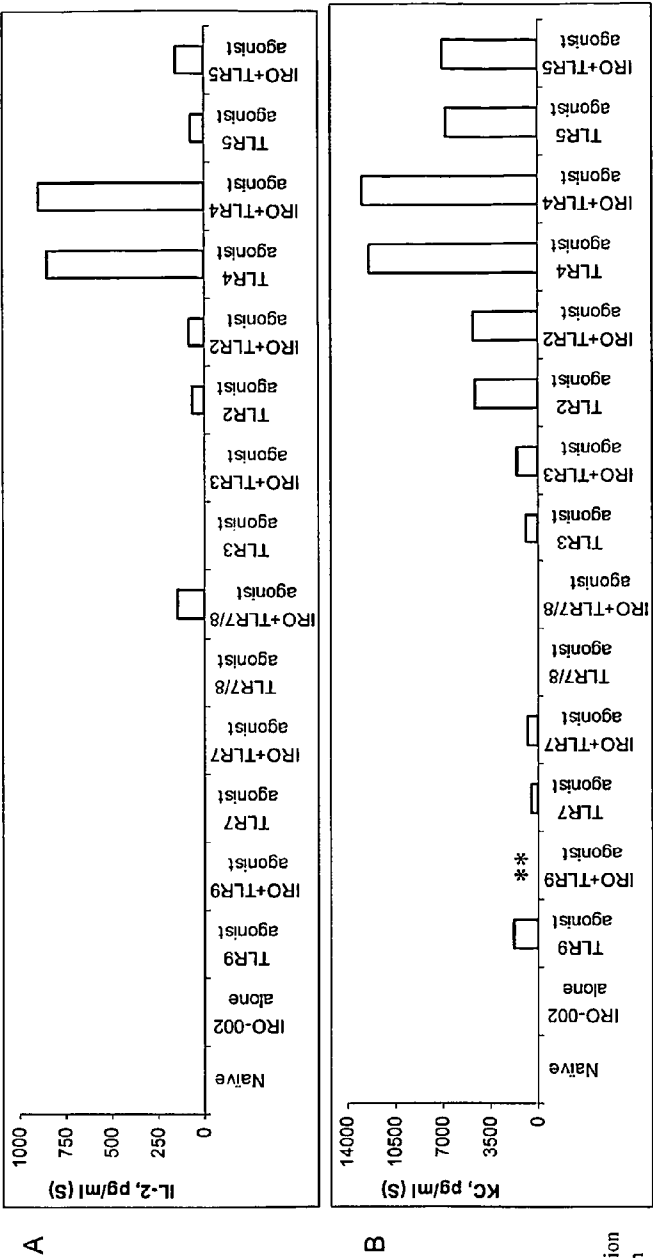 A
IL-2, pg/ml (S)
1000
750
500
250
0
Naïve
IRO-002
alone
TLR9
agonist
IRO+TLR9
agonist
TLR7
agonist
IRO+TLR7
agonist
TLR7/8
agonist
IRO+TLR7/8
agonist
TLR3
agonist
IRO+TLR3
agonist
TLR2
agonist
IRO+TLR2
agonist
TLR4
agonist
IRO+TLR4
agonist
TLR5
agonist
IRO+TLR5
agonist
B
KC, pg/ml (S)
14000
10500
7000
3500
0
**
Naïve
IRO-002
alone
TLR9
agonist
IRO+TLR9
agonist
TLR7
agonist
IRO+TLR7
agonist
TLR7/8
agonist
IRO+TLR7/8
agonist
TLR3
agonist
IRO+TLR3
agonist
TLR2
agonist
IRO+TLR2
agonist
TLR4
agonist
IRO+TLR4
agonist
TLR5
agonist
IRO+TLR5
agonist
ion